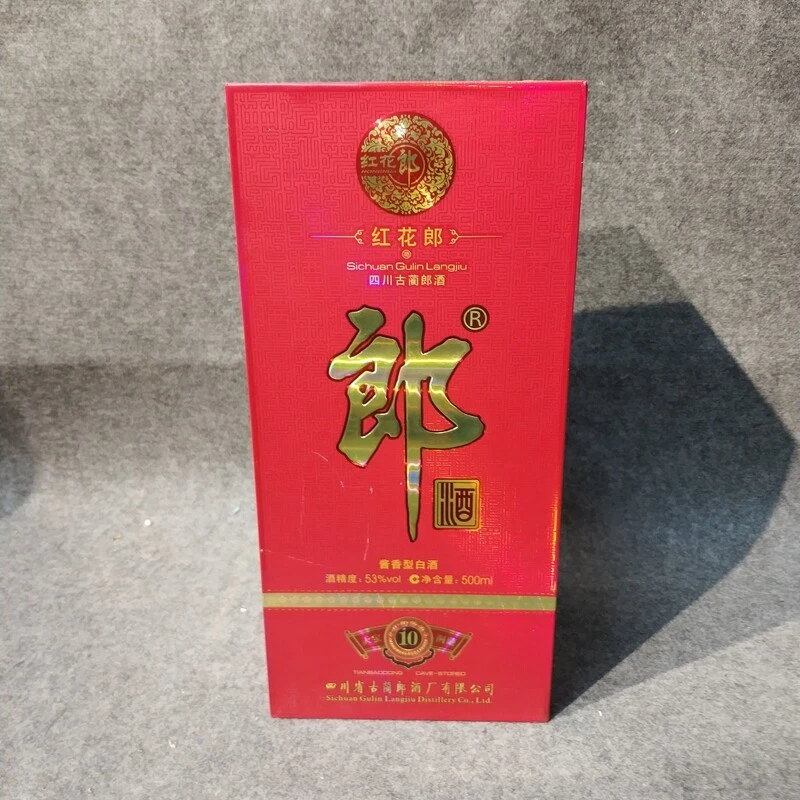 红花郎
红花郎
Sichuan Gulin Langjiu
四川古蔺郎酒
郎®
酒
酱香型白酒
酒精度:53%vol C净含量:500ml
10
TIANBAODONG CAVE-STORED
四川省古蔺郎酒厂有限公司
Sichuan Gulin Langjiu Distillery Co., Ltd.